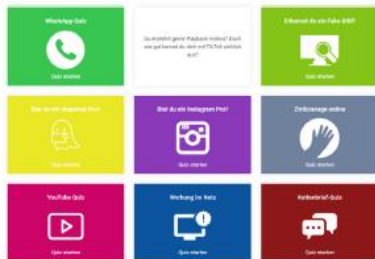 WhatsApp Quiz
Quiz starten
Du erstellst gerne Playback-Videos? Doch
wie gut kennst du dich mit TikTok wirklich
aus?
Erkennst du ein Fake-Bild?
Quiz starten
Bist du ein Snapchat Pro?
Quiz starten
Bist du ein Instagram Pro?
Quiz starten
Zivilcourage online
Quiz starten
YouTube Quiz
Quiz starten
Werbung im Netz
Quiz starten
Kettenbrief-Quiz
Quiz starten